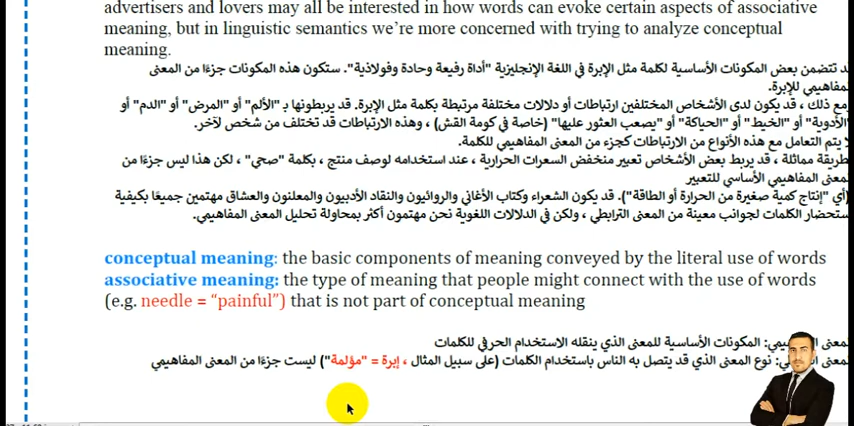 advertisers and lovers may all be interested in how words can evoke certain aspects of associative
meaning, but in linguistic semantics we're more concerned with trying to analyze conceptual
meaning.
د تتضمن بعض المكونات الأساسية لكلمة مثل الإبرة في اللغة الإنجليزية "أداة رفيعة وحادة وفولاذية". ستكون هذه المكونات جزءًا من المعنى
لمفاهيمي للإبرة.
مع ذلك ، قد يكون لدى الأشخاص المختلفين ارتباطات أو دلالات مختلفة مرتبطة بكلمة مثل الإبرة. قد يربطونها بـ "الألم" أو "المرض" أو "الدم" أو
"الأدوية" أو "الخيط" أو "الحياكة" أو "يصعب العثور عليها" (خاصة في كومة القش) ، وهذه الارتباطات قد تختلف من شخص لآخر.
لا يتم التعامل مع هذه الأنواع من الارتباطات كجزء من المعنى المفاهيمي للكلمة.
طريقة مماثلة ، قد يربط بعض الأشخاص تعبير منخفض السعرات الحرارية ، عند استخدامه لوصف منتج ، بكلمة "صحي" ، لكن هذا ليس جزءًا من
معنى المفاهيمي الأساسي للتعبير
(أي "إنتاج كمية صغيرة من الحرارة أو الطاقة"). قد يكون الشعراء وكتاب الأغاني والروائيون والنقاد الأدبيون والمعلنون والعشاق مهتمين جميعًا بكيفية
ستحضار الكلمات لجوانب معينة من المعنى الترابطي ، ولكن في الدلالات اللغوية نحن مهتمون أكثر بمحاولة تحليل المعنى المفاهيمي.
conceptual meaning: the basic components of meaning conveyed by the literal use of words
associative meaning: the type of meaning that people might connect with the use of words
(e.g. needle = “painful”) that is not part of conceptual meaning
لمعنى المكونات الأساسية للمعنى الذي ينقله الاستخدام الحرفي للكلمات
لمعنى نوع المعنى الذي قد يتصل به الناس باستخدام الكلمات (على سبيل المثال ، إبرة = "مؤلمة") ليست جزءًا من المعنى المفاهيمي